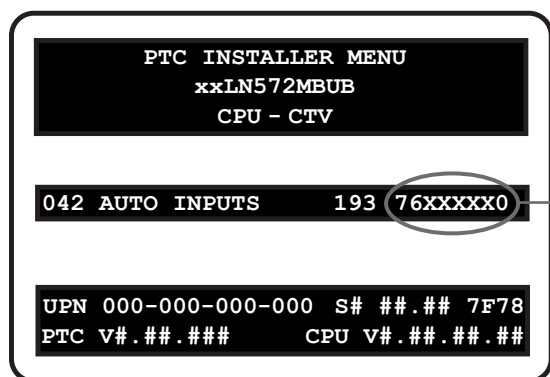 PTC INSTALLER MENU
xxLN572MBUB
CPU - CTV
042 AUTO INPUTS 193 76XXXXX0
UPN 000-000-000-000 S# ##.## 7F78
PTC V#.##.### CPU V#.##.##.##